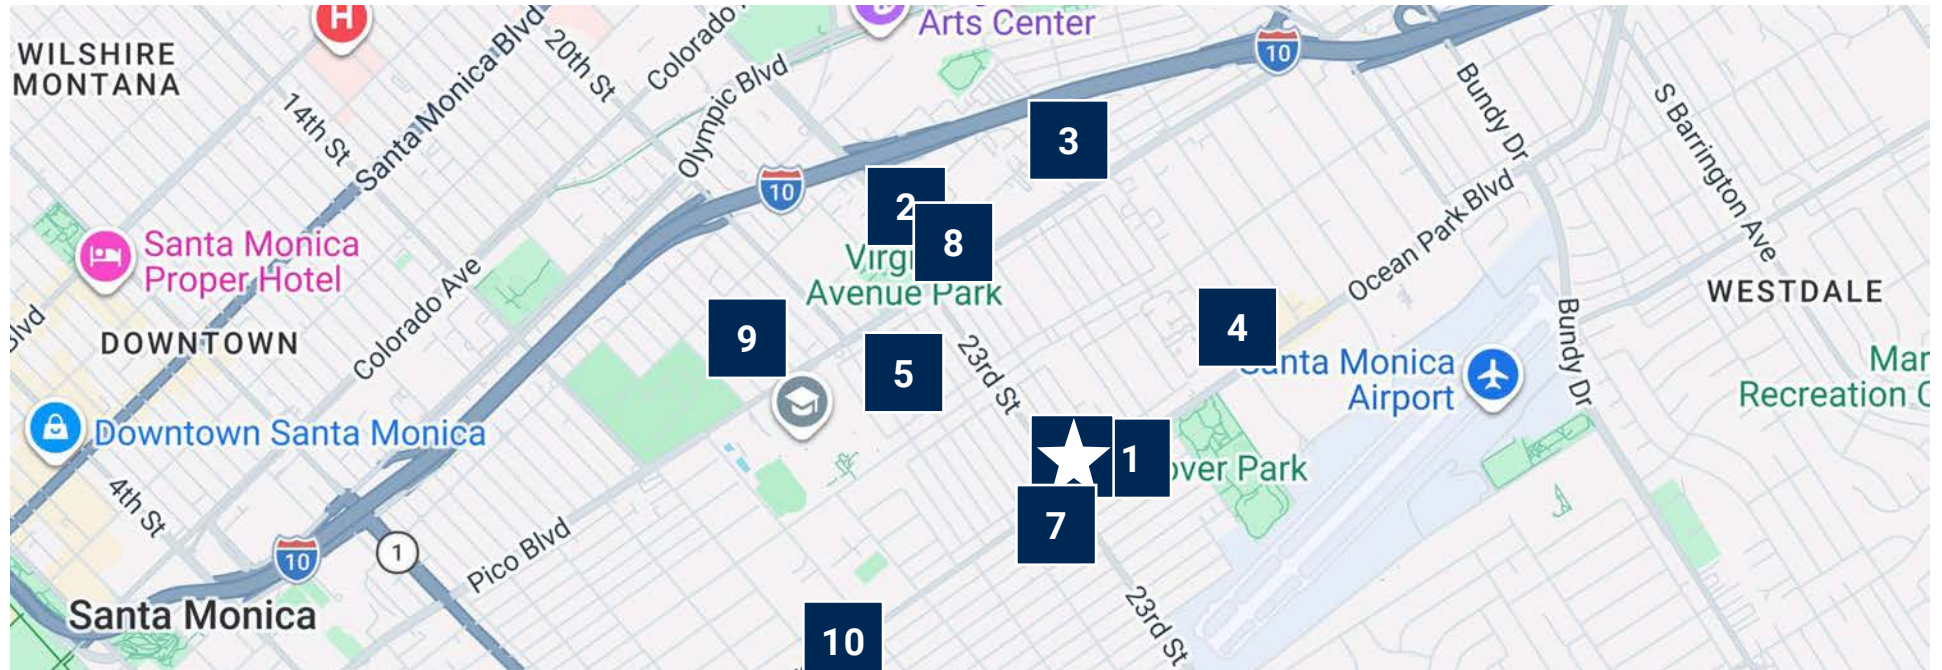 H
Arts Center
WILSHIRE
MONTANA
14th St
Santa Monica Blvd
20th St
Colorado
Olympic Blvd
10
10
3
2
8
Bundy Dr
S Barrington Ave
Ocean Park Blvd
Santa Monica
Proper Hotel
Avenue Park
Colorado Ave
DOWNTOWN
9
5
4
23rd St
WESTDALE
Santa Monica
Airport
Bundy Dr
Recreation
Downtown Santa Monica
1
Park
7
4th St
10
1
Pico Blvd
Santa Monica
10
23rd St